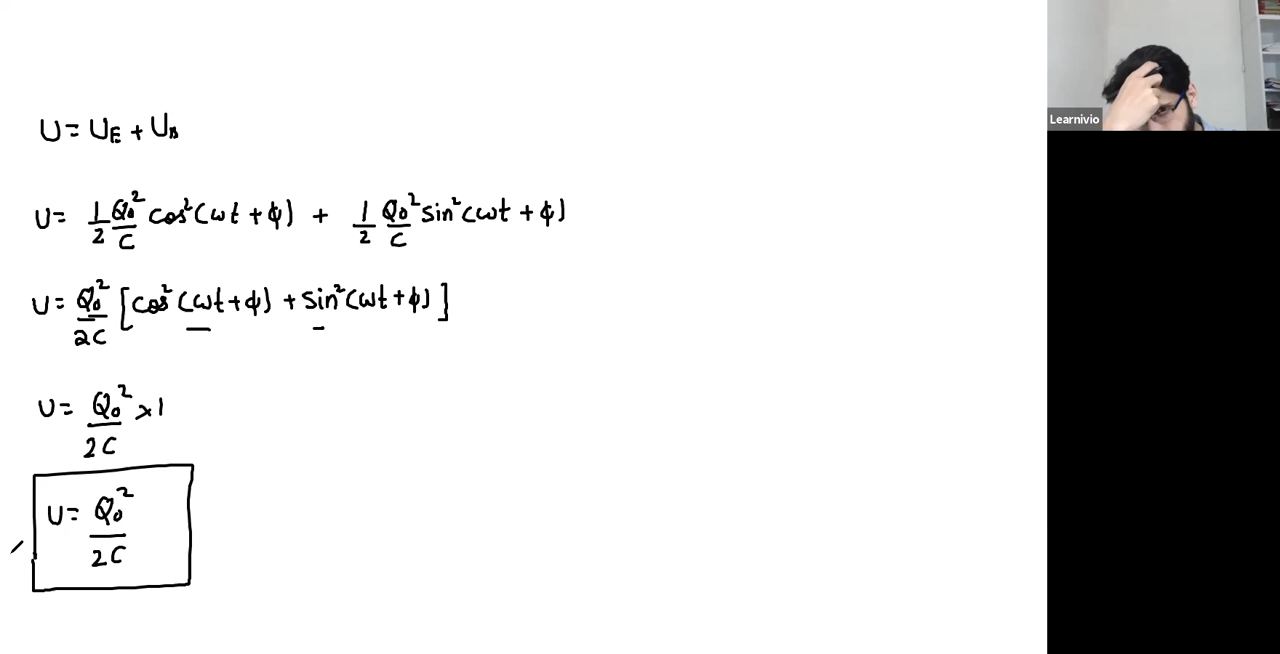 U = U_E + U_B
U = 1/2 Q₀²/C cos²(ωt + φ) + 1/2 Q₀²/C sin²(ωt + φ)
U = Q₀²/2C [cos²(ωt + φ) + sin²(ωt + φ)]
U = Q₀²/2C × 1
U = Q₀²/2C
Learnivio